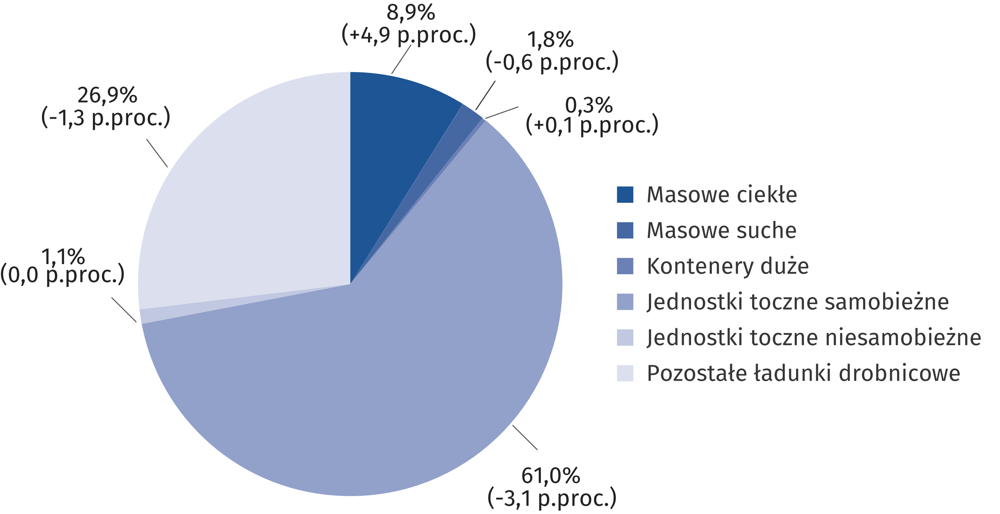 8,9%
(+4,9 p.proc.)
1,8%
(-0,6 p.proc.)
0,3%
(+0,1 p.proc.)
26,9%
(-1,3 p.proc.)
1,1%
(0,0 p.proc.)
61,0%
(-3,1 p.proc.)
Masowe ciekłe
Masowe suche
Kontenery duże
Jednostki toczne samobieżne
Jednostki toczne niesamobieżne
Pozostałe ładunki drobnicowe